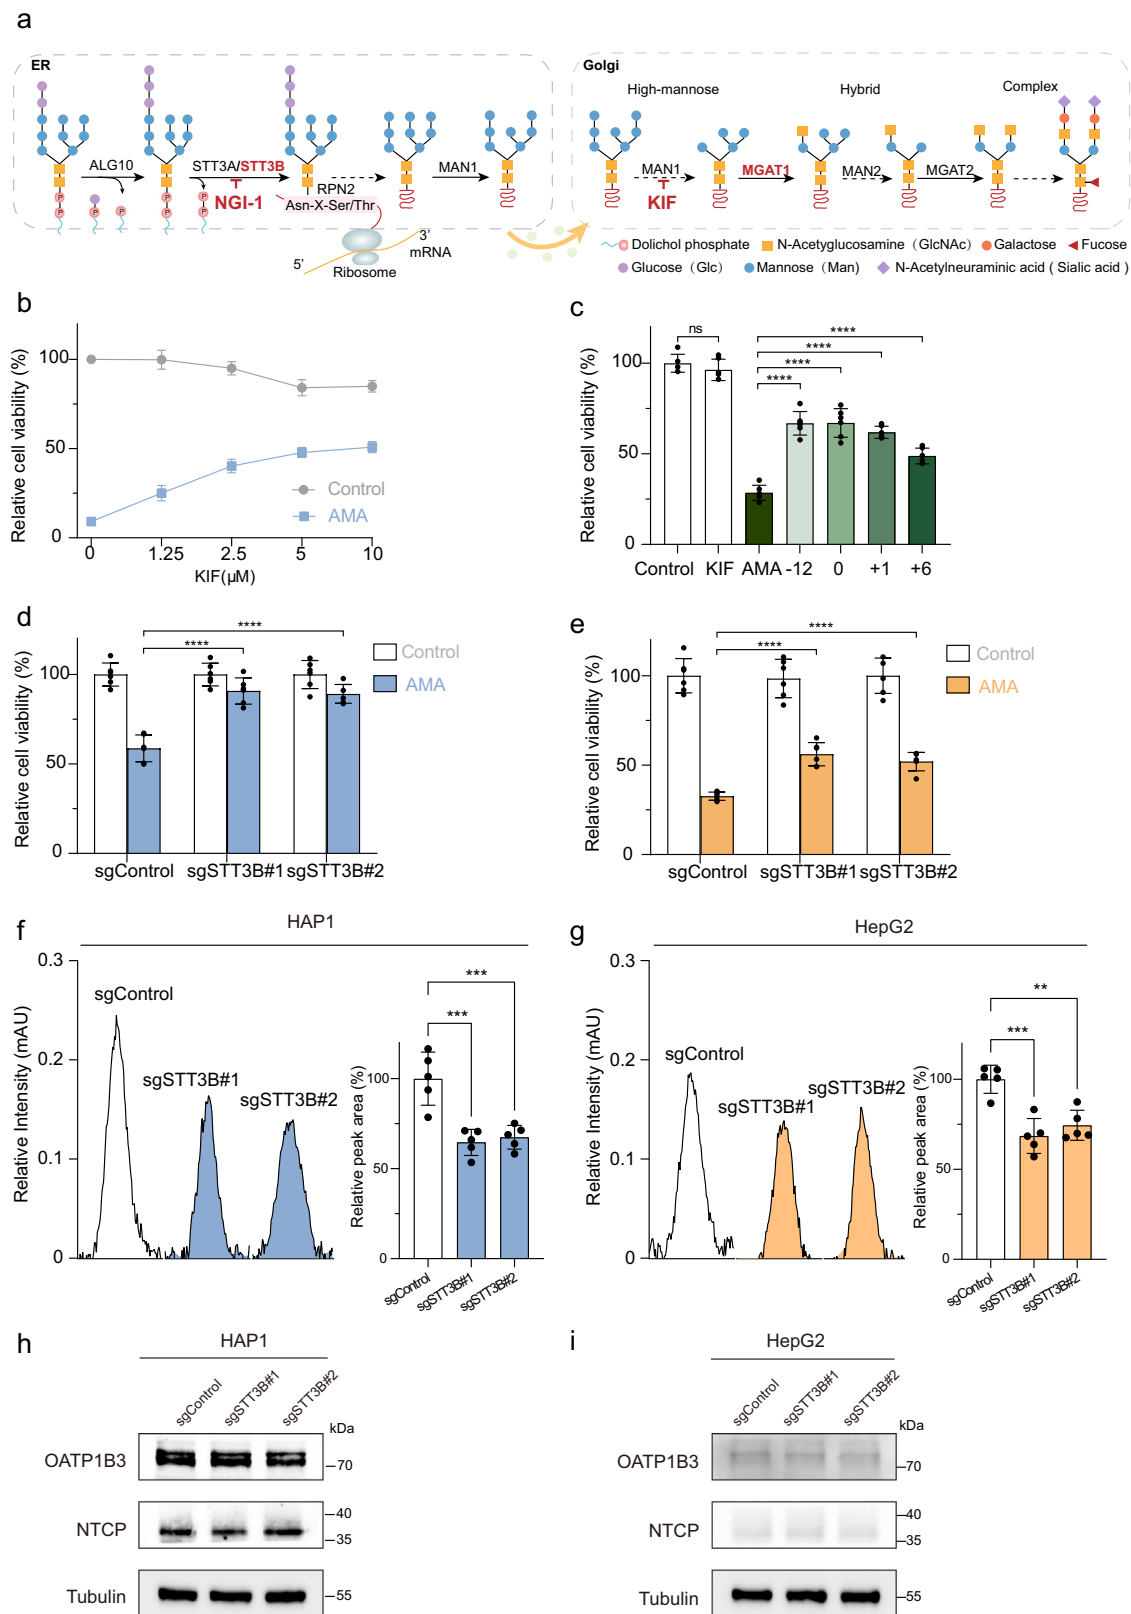 a
ER
ALG10
STT3A/STT3B
NGI-1
RPN2
Asn-X-Ser/Thr
MAN1
P P P P P P
5'
3'
mRNA
Ribosome
Golgi
High-mannose
Hybrid
Complex
MAN1
KIF
MGAT1
MAN2
MGAT2
Dolichol phosphate
N-Acetyglucosamine（GlcNAc）
Galactose
Fucose
Glucose（Glc）
Mannose（Man）
N-Acetylneuraminic acid ( Sialic acid )
b
Relative cell viability (%)
100
50
0
0 1.25 2.5 5 10
KIF(μM)
Control
AMA
c
Relative cell viability (%)
100
50
0
ns
****
****
****
****
Control KIF AMA -12 0 +1 +6
d
Relative cell viability (%)
100
50
0
****
****
Control
AMA
sgControl sgSTT3B#1 sgSTT3B#2
e
Relative cell viability (%)
100
50
0
****
****
Control
AMA
sgControl sgSTT3B#1 sgSTT3B#2
f
HAP1
Relative Intensity (mAU)
0.3
0.2
0.1
0
sgControl
sgSTT3B#1
sgSTT3B#2
Relative peak area (%)
100
50
0
***
***
sgControl
sgSTT3B#1
sgSTT3B#2
g
HepG2
Relative Intensity (mAU)
0.3
0.2
0.1
0
sgControl
sgSTT3B#1
sgSTT3B#2
Relative peak area (%)
100
50
0
**
***
sgControl
sgSTT3B#1
sgSTT3B#2
h
HAP1
sgControl
sgSTT3B#1
sgSTT3B#2
kDa
OATP1B3
70
NTCP
40
35
Tubulin
55
i
HepG2
sgControl
sgSTT3B#1
sgSTT3B#2
kDa
OATP1B3
70
NTCP
40
35
Tubulin
55